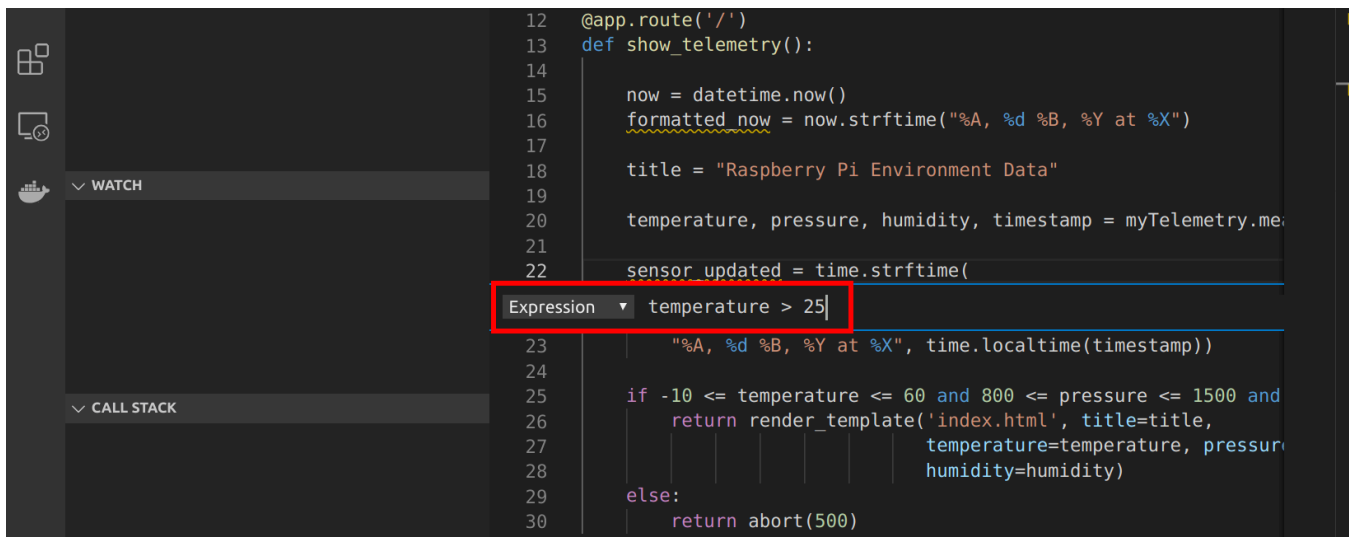 12 @app.route('/')
13 def show_telemetry():
14
15 now = datetime.now()
16 formatted_now = now.strftime("%A, %d %B, %Y at %X")
17
18 title = "Raspberry Pi Environment Data"
WATCH
19
20 temperature, pressure, humidity, timestamp = myTelemetry.mea
21
22 sensor_updated = time.strftime(
Expression temperature > 25
23 "%A, %d %B, %Y at %X", time.localtime(timestamp))
24
25 if -10 <= temperature <= 60 and 800 <= pressure <= 1500 and
CALL STACK
26 return render_template('index.html', title=title,
27 temperature=temperature, pressure
28 humidity=humidity)
29 else:
30 return abort(500)